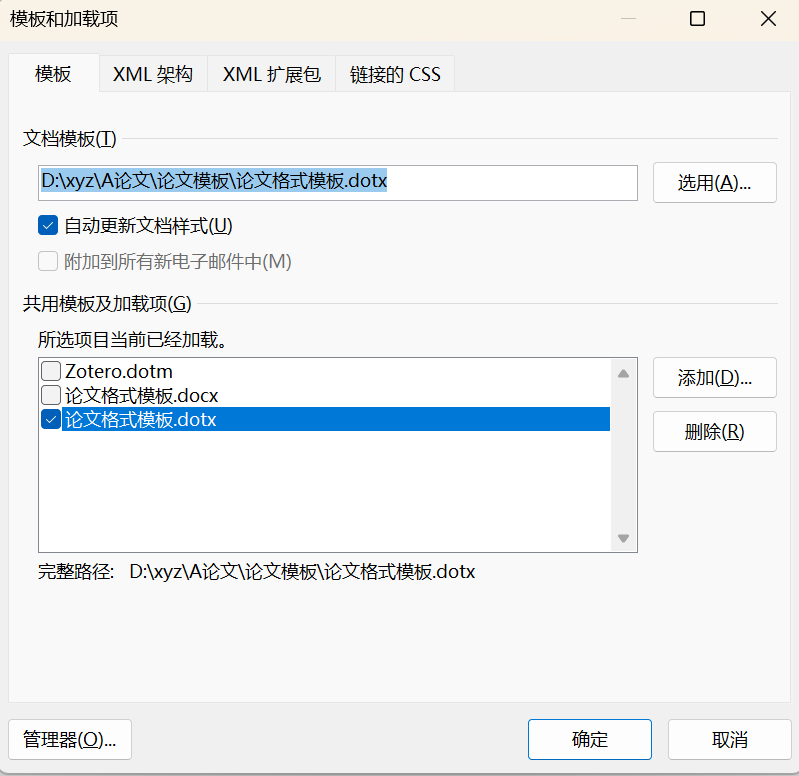 模板和加载项
模板 XML 架构 XML 扩展包 链接的 CSS
文档模板(T)
D:\xyz\A论文\论文模板\论文格式模板.dotx 选用(A)...
自动更新文档样式(U)
附加到所有新电子邮件中(M)
共用模板及加载项(G)
所选项目当前已经加载。
Zotero.dotm
添加(D)...
论文格式模板.docx
论文格式模板.dotx
删除(R)
完整路径: D:\xyz\A论文\论文模板\论文格式模板.dotx
管理器(O)... 确定 取消